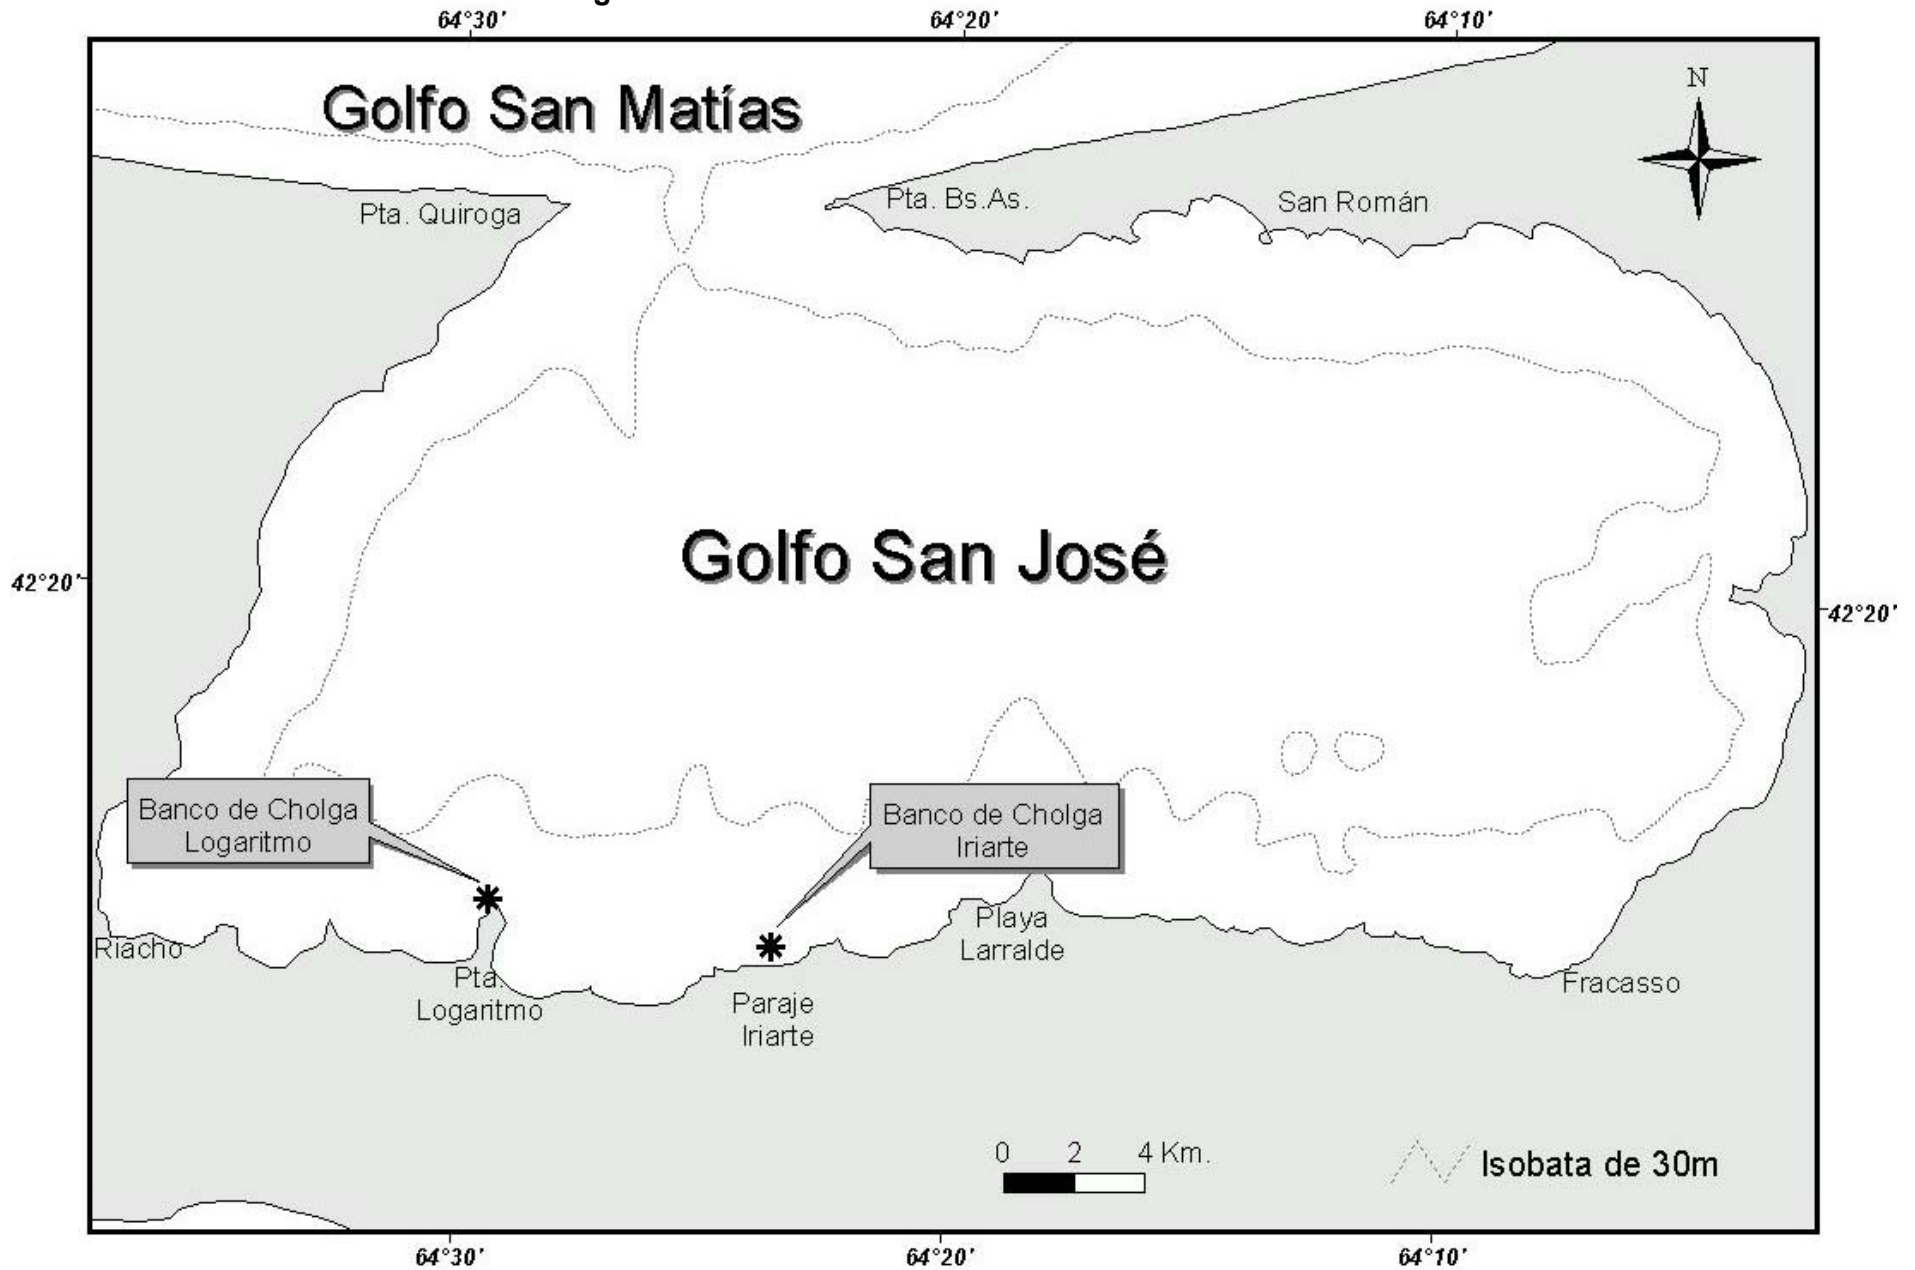 64°30'
64°20'
64°10'
Golfo San Matías
N
Pta. Quiroga
Pta. Bs.As.
San Román
Golfo San José
42°20'
42°20'
Banco de Cholga
Logaritmo
Banco de Cholga
Iriarte
Riacho
Pta.
Logaritmo
Paraje
Iriarte
Playa
Larralde
Fracasso
0 2 4 Km.
Isobata de 30m
64°30'
64°20'
64°10'